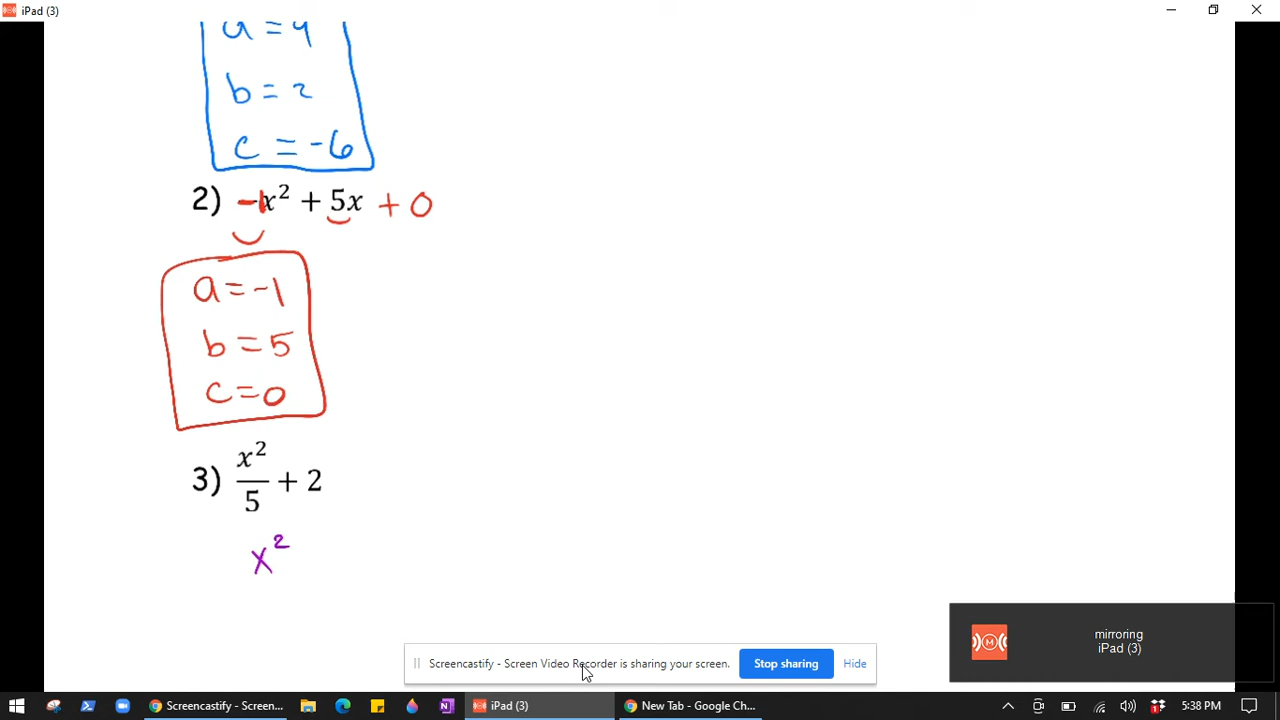 iPad (3)
a = 4
b = 2
c = -6
2) -1x² + 5x + 0
a = -1
b = 5
c = 0
3) x²/5 + 2
x²
mirroring
iPad (3)
|| Screencastify - Screen Video Recorder is sharing your screen. Stop sharing Hide
Screencastify - Screen... iPad (3) New Tab - Google Ch... 5:38 PM